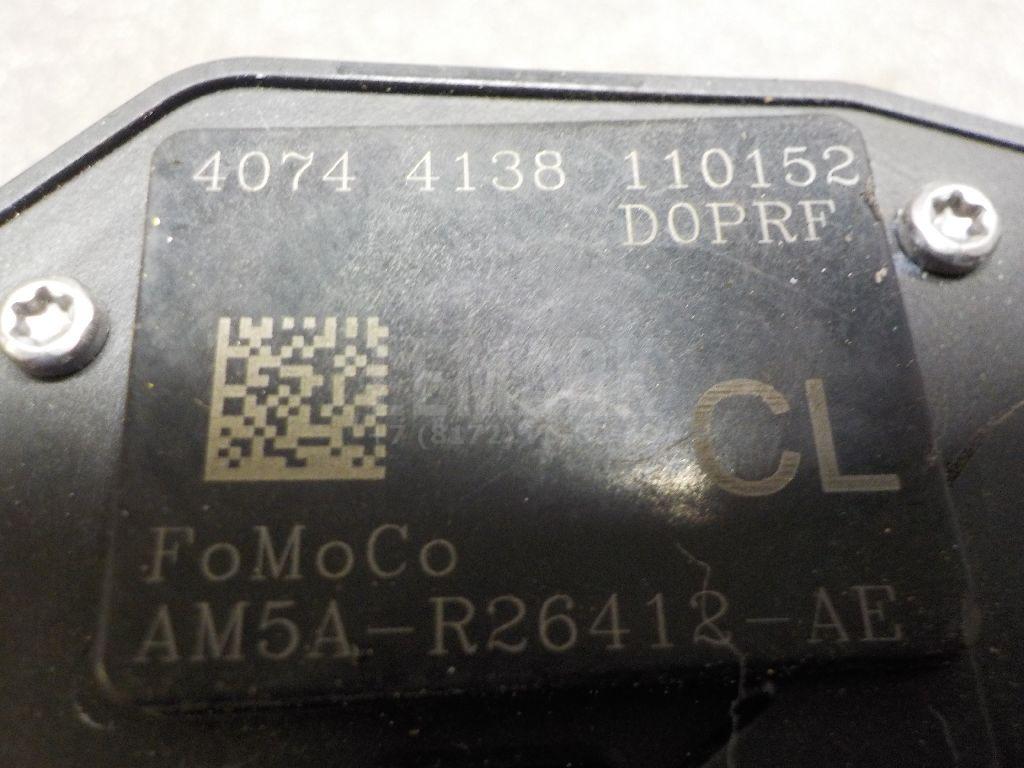 4074 4138 110152
D0PRF
CL
FoMoCo
AM5A-R26412-AE